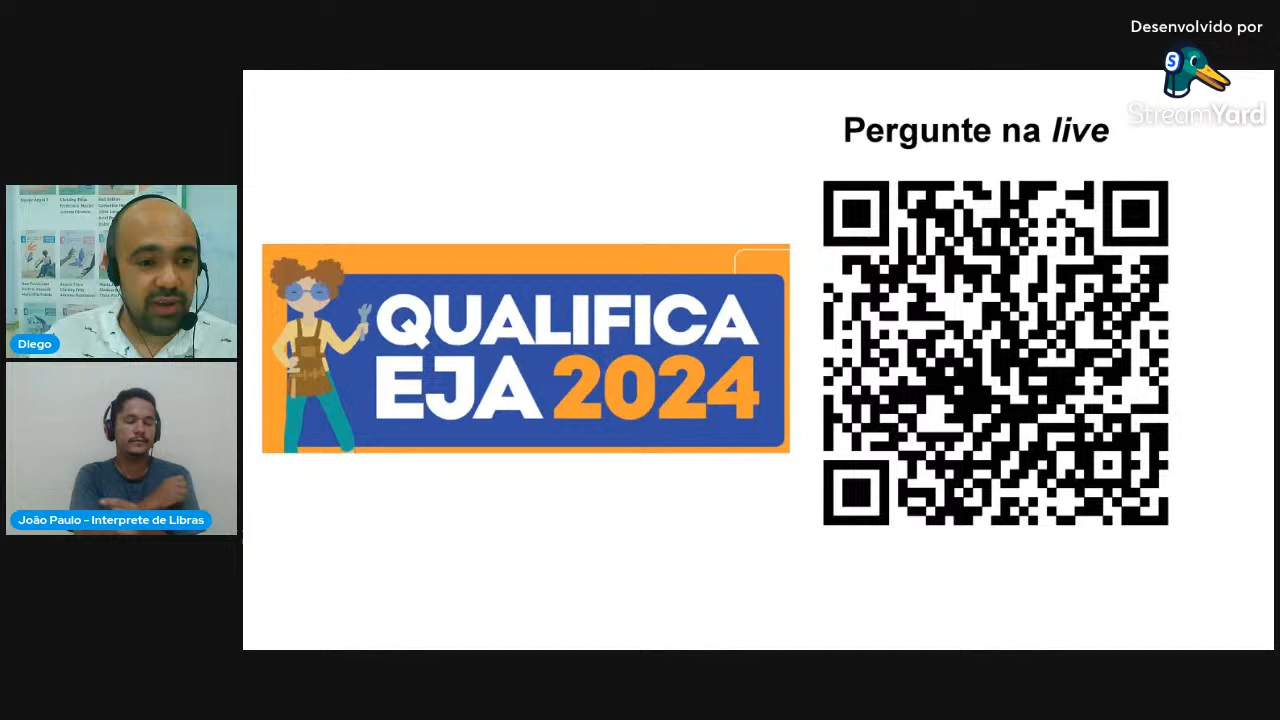 Desenvolvido por
StreamYard
Pergunte na live
QUALIFICA
EJA 2024
Diego
João Paulo - Interprete de Libras